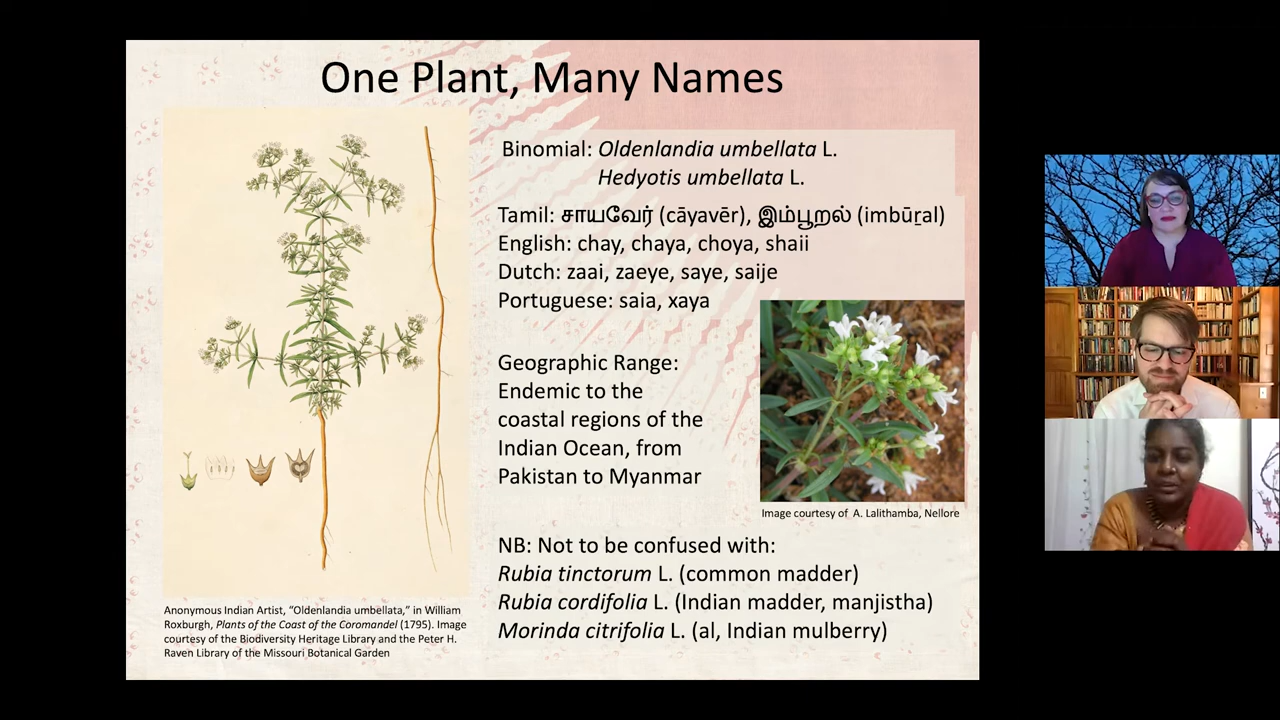 One Plant, Many Names
Binomial: Oldenlandia umbellata L.
Hedyotis umbellata L.
Tamil: சாயவேர் (cāyavēr), இம்பூறல் (imbūṟal)
English: chay, chaya, choya, shaii
Dutch: zaai, zaeye, saye, saije
Portuguese: saia, xaya
Geographic Range:
Endemic to the
coastal regions of the
Indian Ocean, from
Pakistan to Myanmar
Image courtesy of A. Lalithamba, Nellore
NB: Not to be confused with:
Rubia tinctorum L. (common madder)
Rubia cordifolia L. (Indian madder, manjistha)
Morinda citrifolia L. (al, Indian mulberry)
Anonymous Indian Artist, “Oldenlandia umbellata,” in William
Roxburgh, Plants of the Coast of the Coromandel (1795). Image
courtesy of the Biodiversity Heritage Library and the Peter H.
Raven Library of the Missouri Botanical Garden